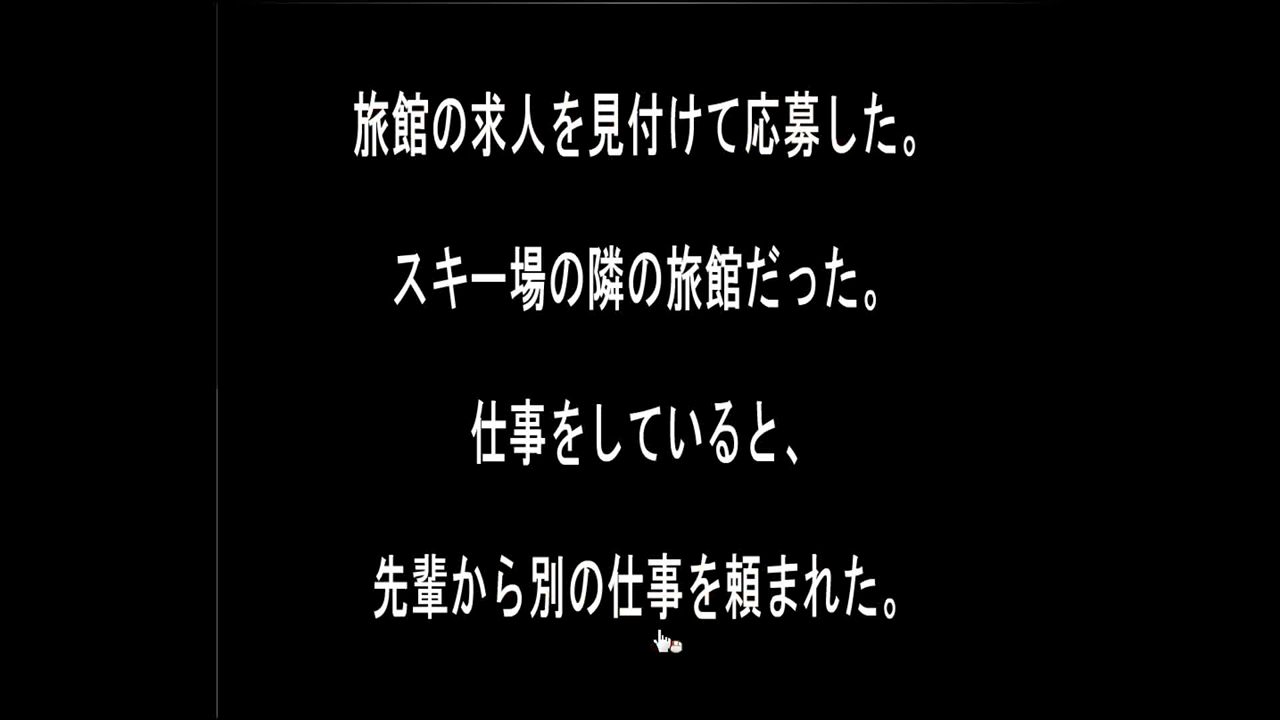 旅館の求人を見付けて応募した。
スキー場の隣の旅館だった。
仕事をしていると、
先輩から別の仕事を頼まれた。